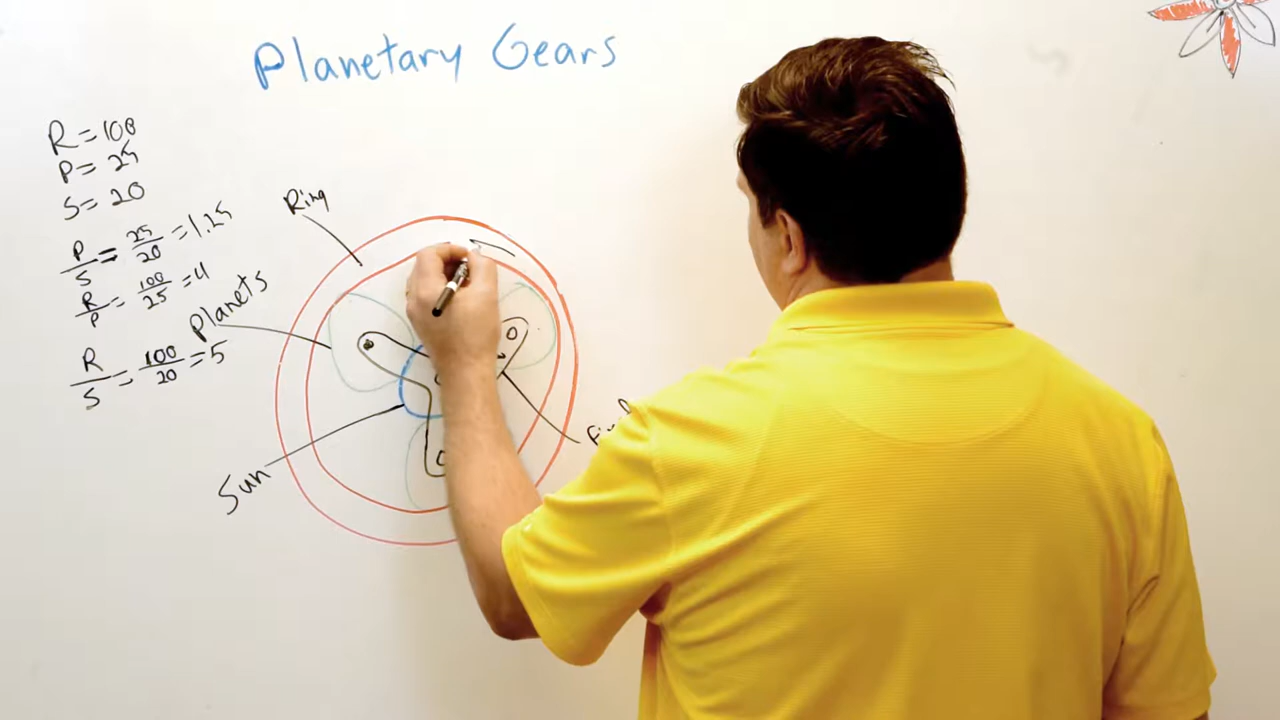 Planetary Gears
R = 100
P = 25
S = 20
P/S = 25/20 = 1.25
R/P = 100/25 = 4
R/S = 100/20 = 5
Ring
Planets
Sun